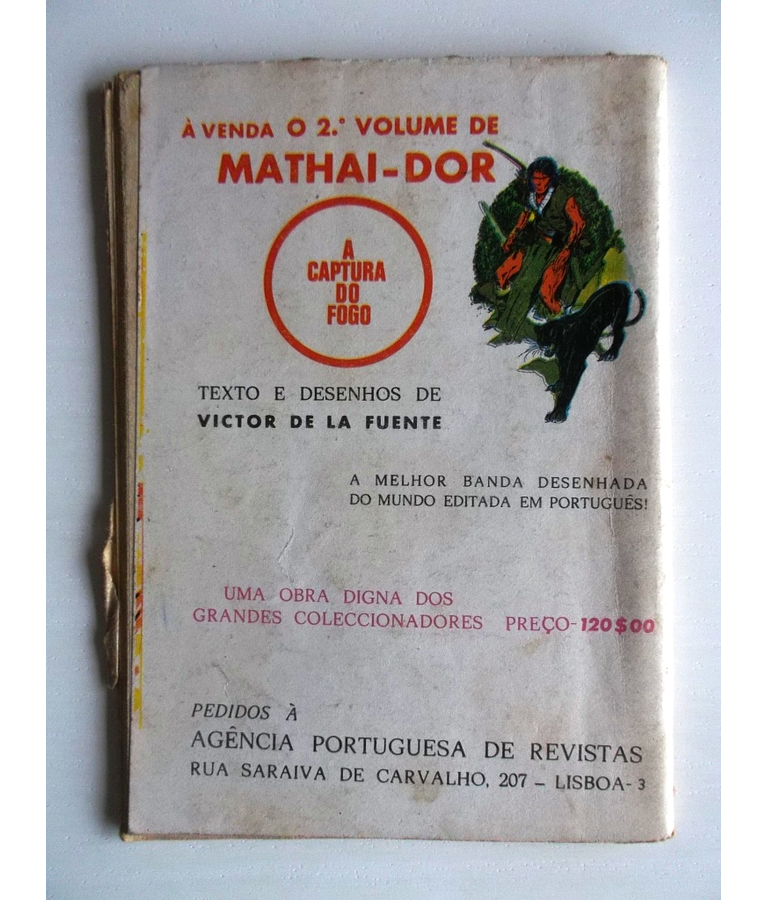 À VENDA O 2.º VOLUME DE
MATHAI-DOR
A
CAPTURA
DO
FOGO
TEXTO E DESENHOS DE
VICTOR DE LA FUENTE
A MELHOR BANDA DESENHADA
DO MUNDO EDITADA EM PORTUGUÊS!
UMA OBRA DIGNA DOS
GRANDES COLECCIONADORES PREÇO-120$00
PEDIDOS À
AGÊNCIA PORTUGUESA DE REVISTAS
RUA SARAIVA DE CARVALHO, 207 – LISBOA-3